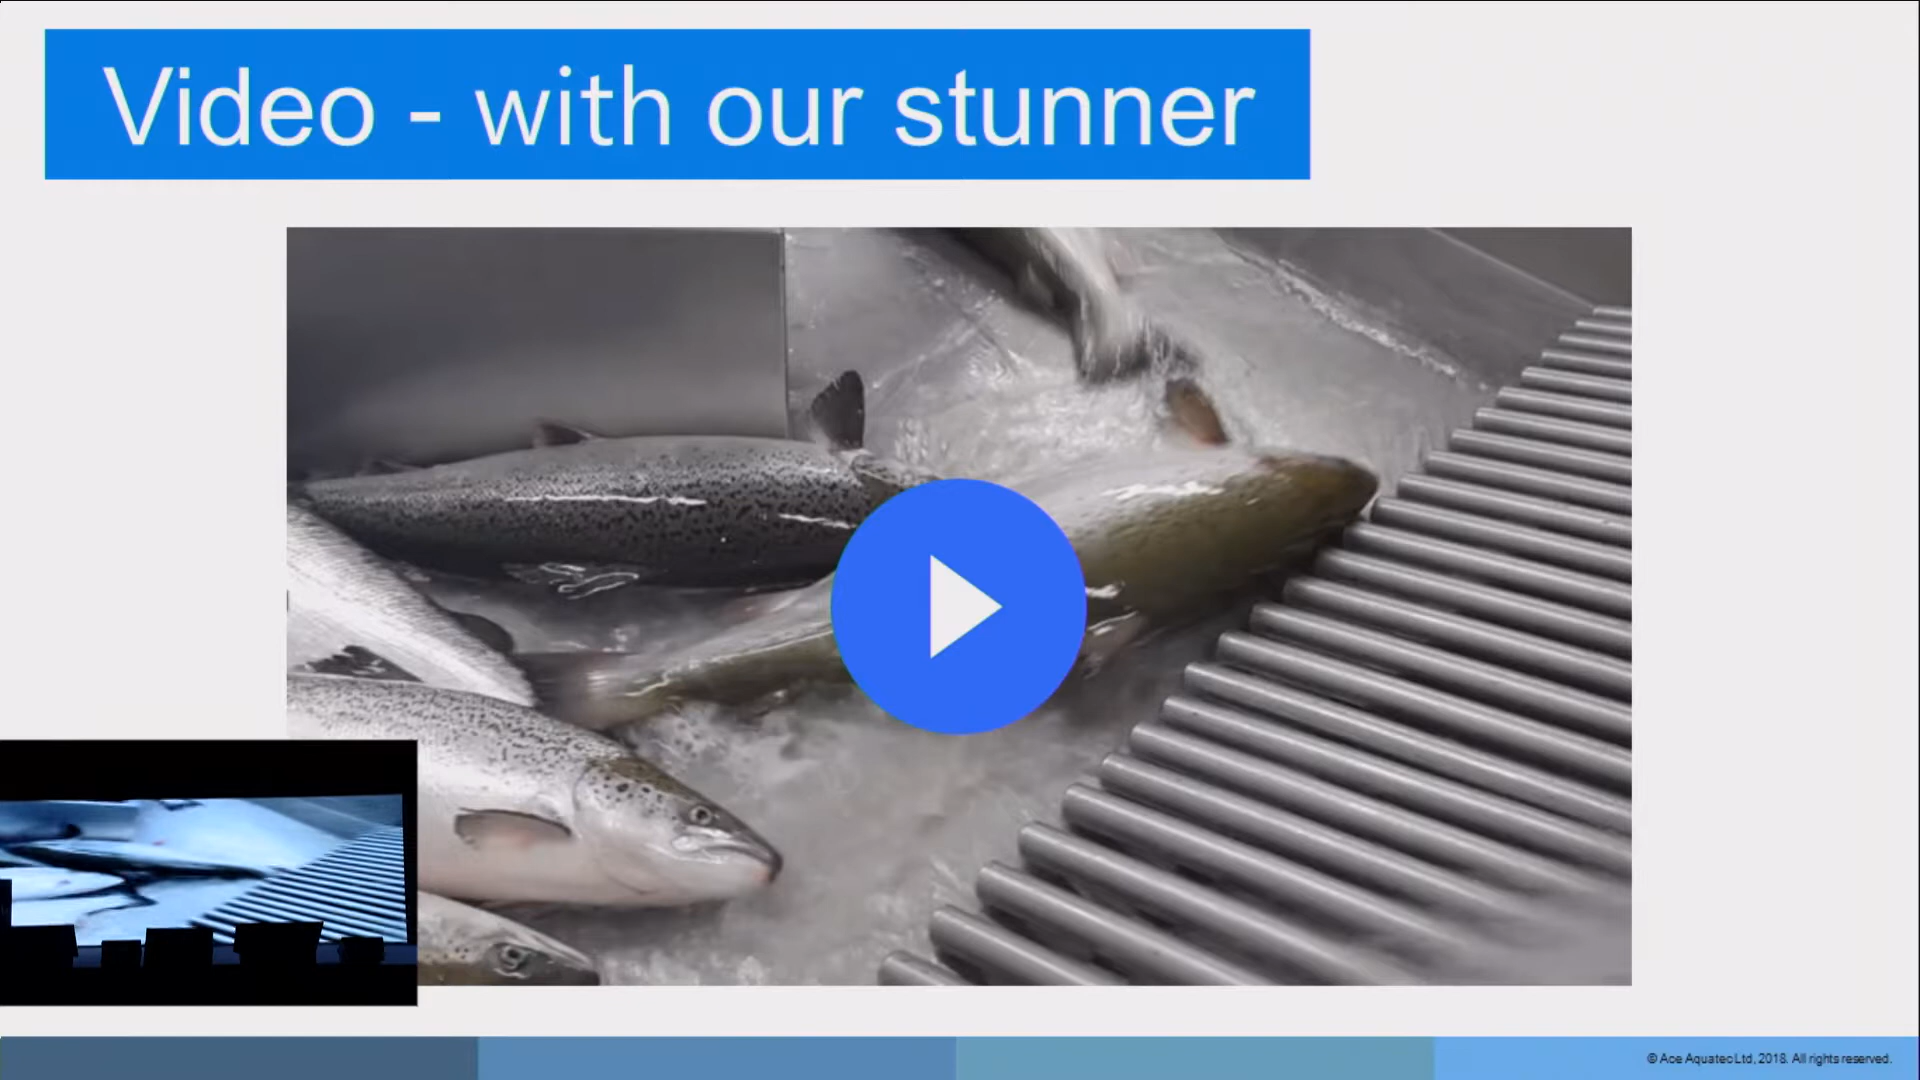 Video - with our stunner
© Ace Aquatec Ltd, 2018. All rights reserved.